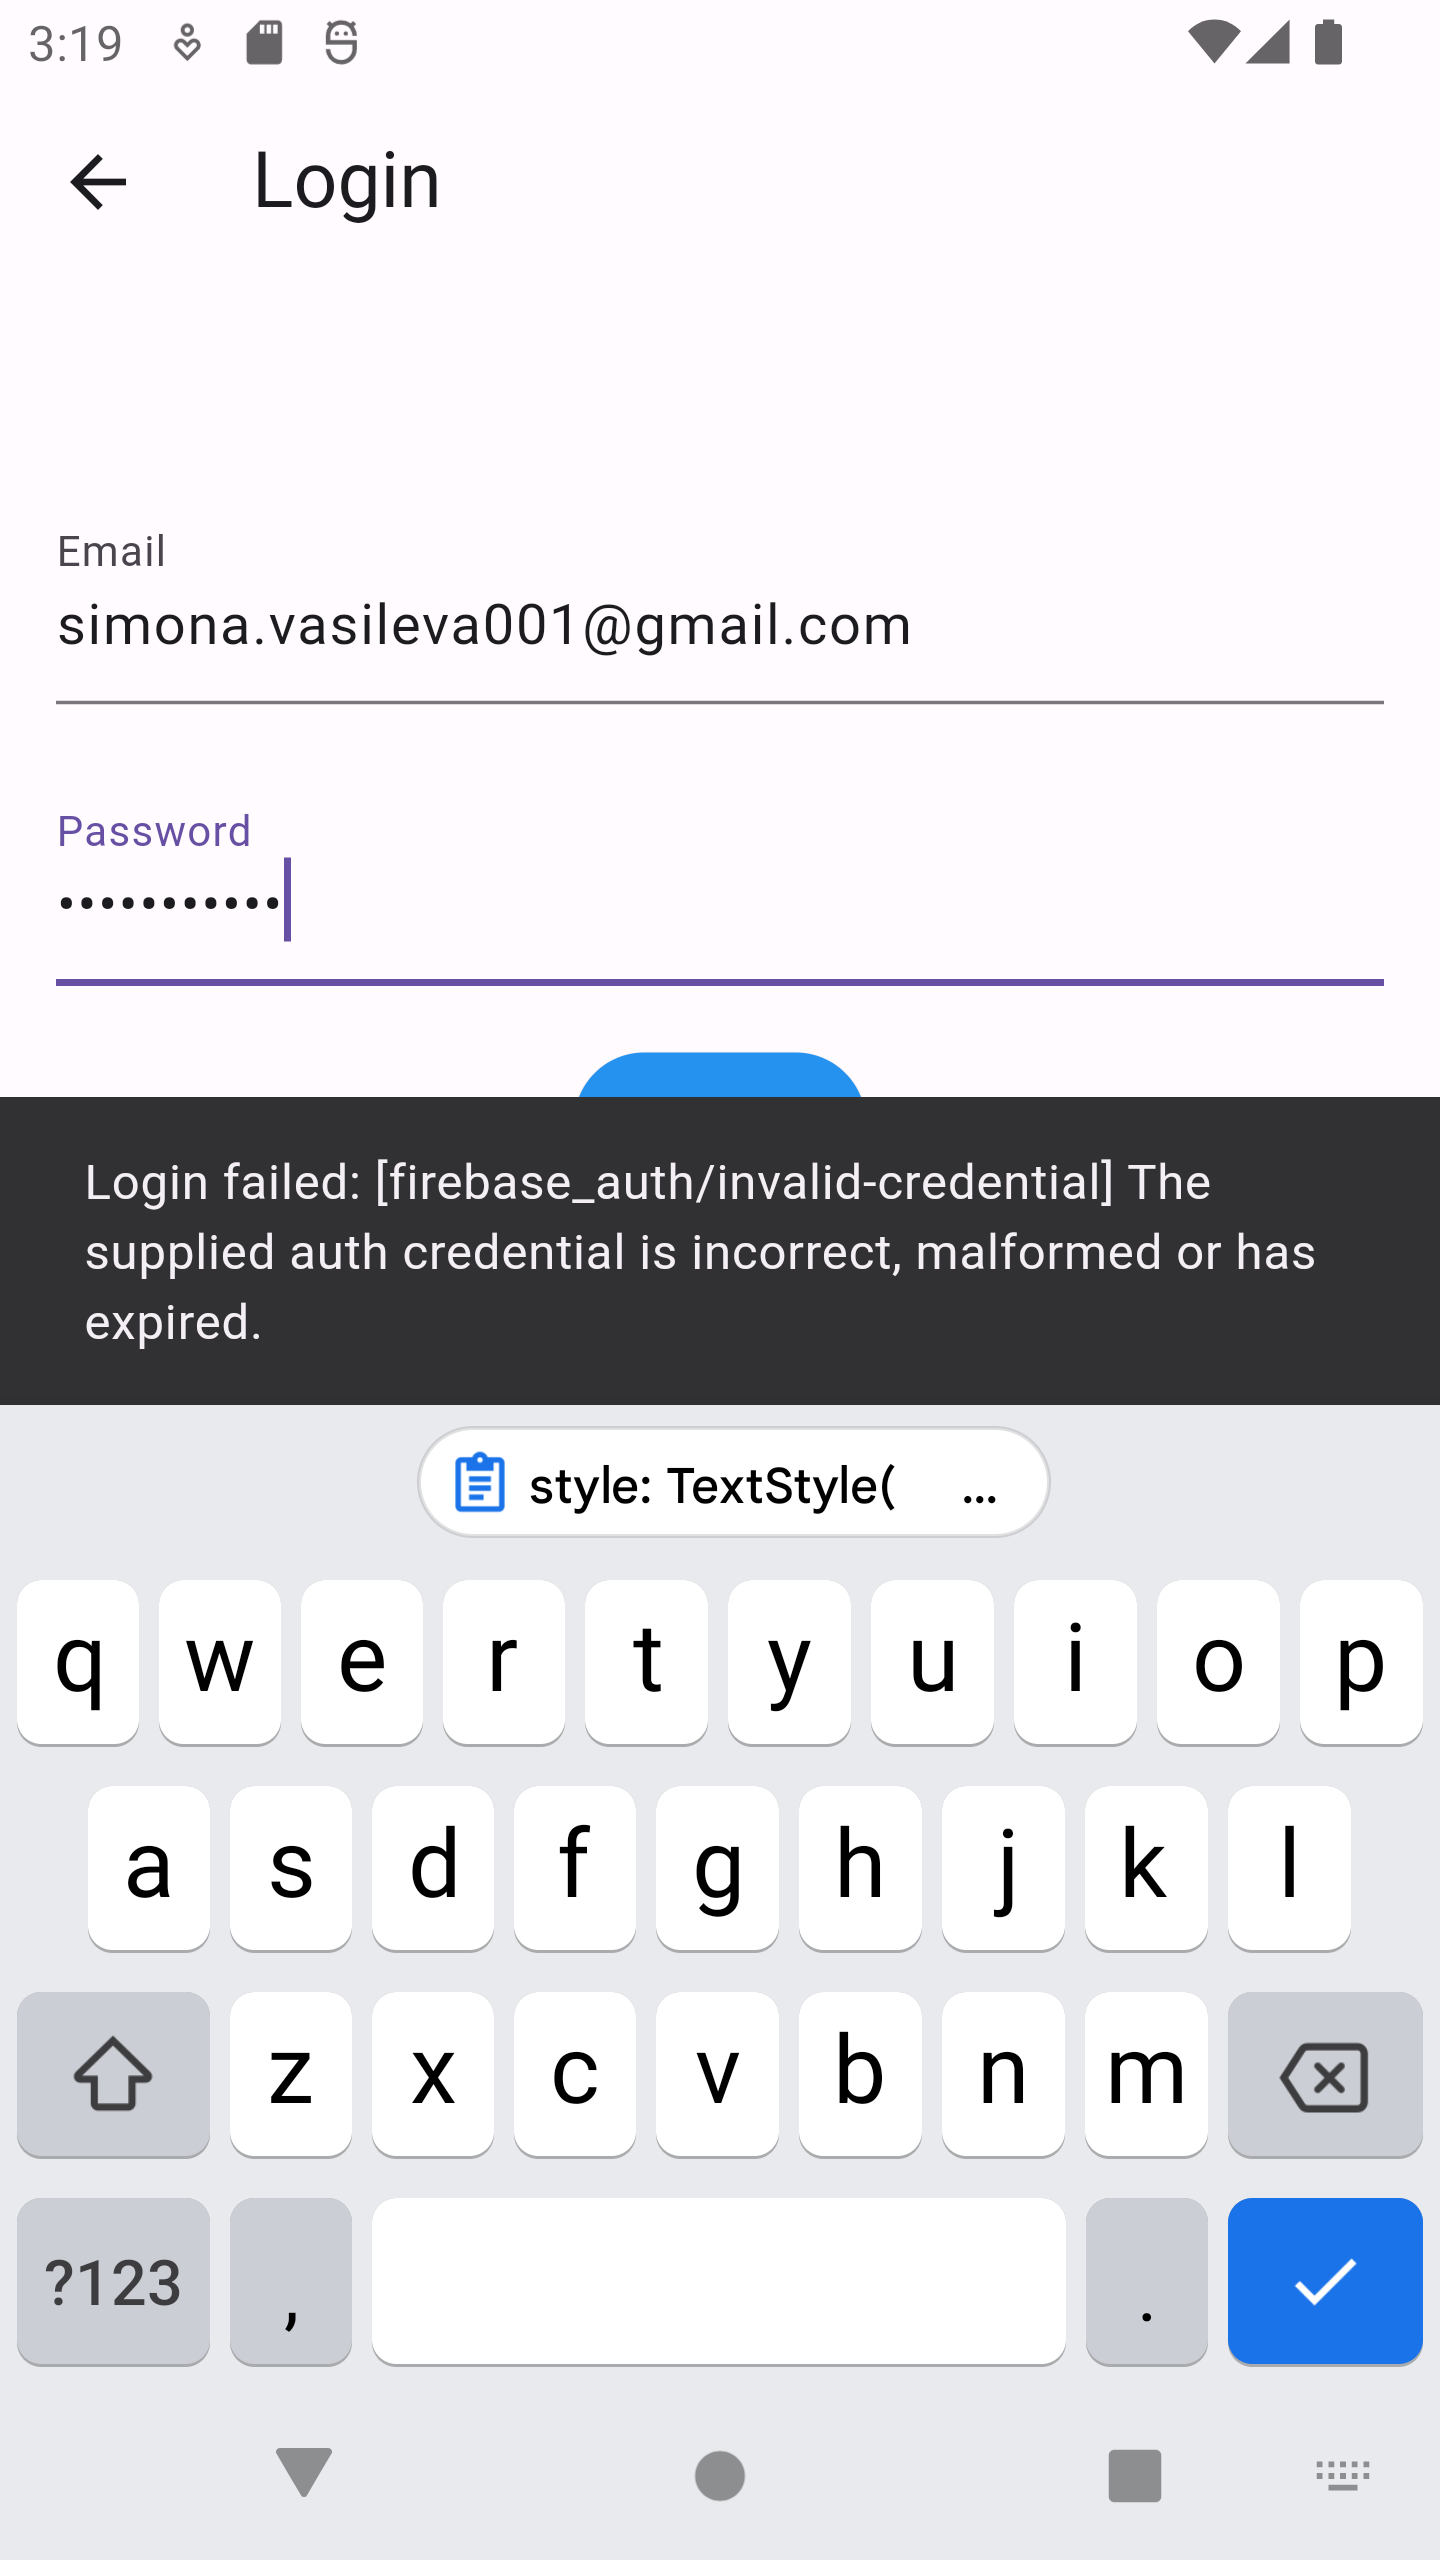 3:19
Login
Email
simona.vasileva001@gmail.com
Password
•••••••••••
Login failed: [firebase_auth/invalid-credential] The
supplied auth credential is incorrect, malformed or has
expired.
style: TextStyle( ...
q w e r t y u i o p
a s d f g h j k l
z x c v b n m
?123 , .